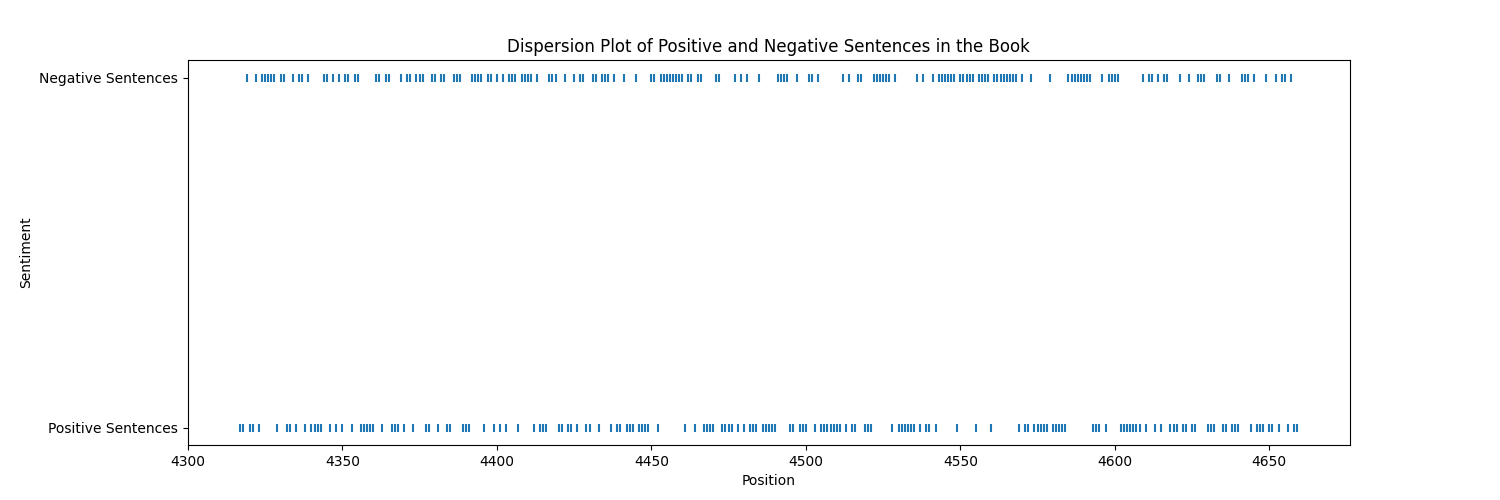 Dispersion Plot of Positive and Negative Sentences in the Book
Negative Sentences
Sentiment
Positive Sentences
4300 4350 4400 4450 4500 4550 4600 4650
Position